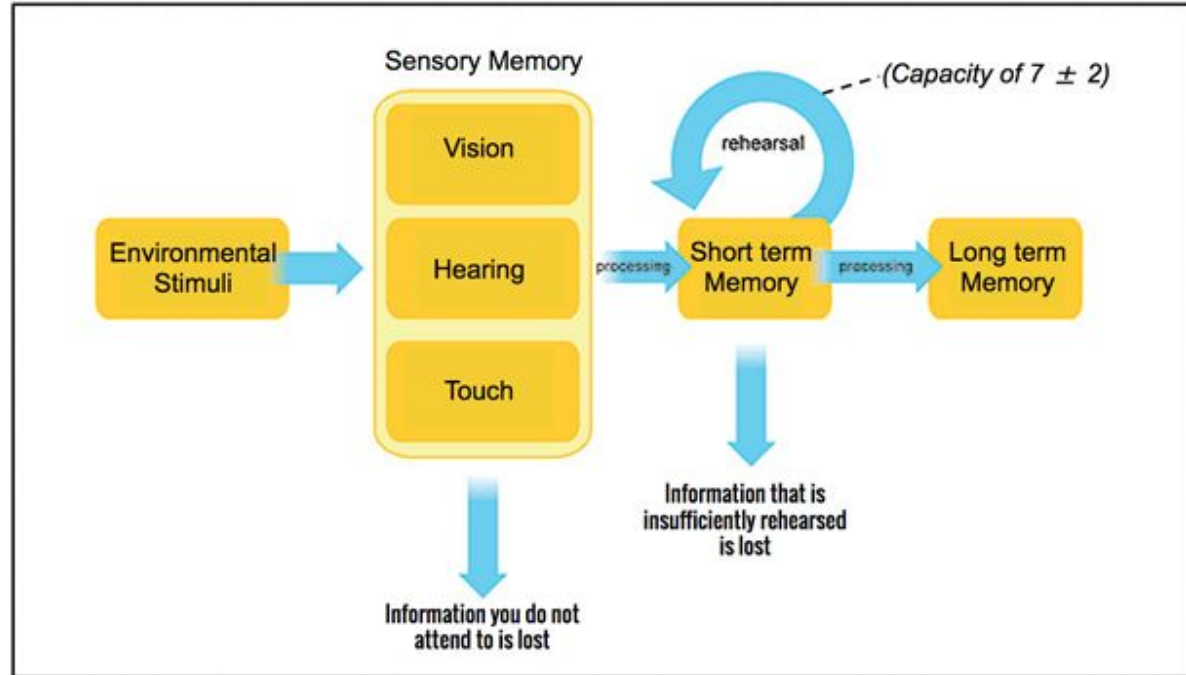 Sensory Memory
(Capacity of 7 ± 2)
Vision
rehearsal
Environmental
Stimuli
Hearing
processing
Short term
Memory
processing
Long term
Memory
Touch
Information that is
insufficiently rehearsed
is lost
Information you do not
attend to is lost